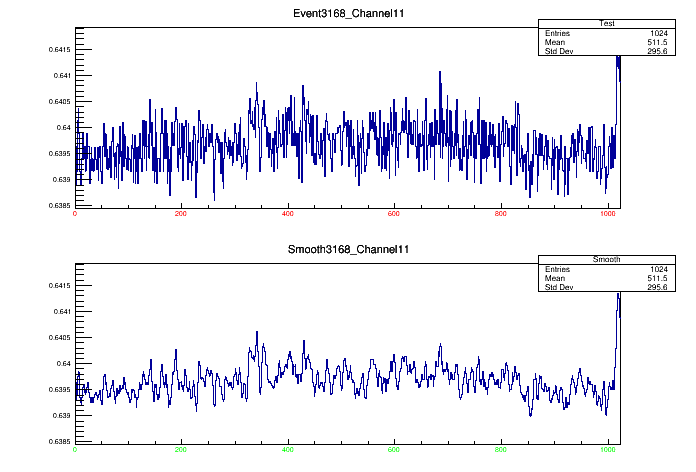 Event3168_Channel11
Test
Entries 1024
Mean 511.5
Std Dev 295.6
0.6415
0.641
0.6405
0.64
0.6395
0.639
0.6385
0 200 400 600 800 1000
Smooth3168_Channel11
Smooth
Entries 1024
Mean 511.5
Std Dev 295.6
0.6415
0.641
0.6405
0.64
0.6395
0.639
0.6385
0 200 400 600 800 1000